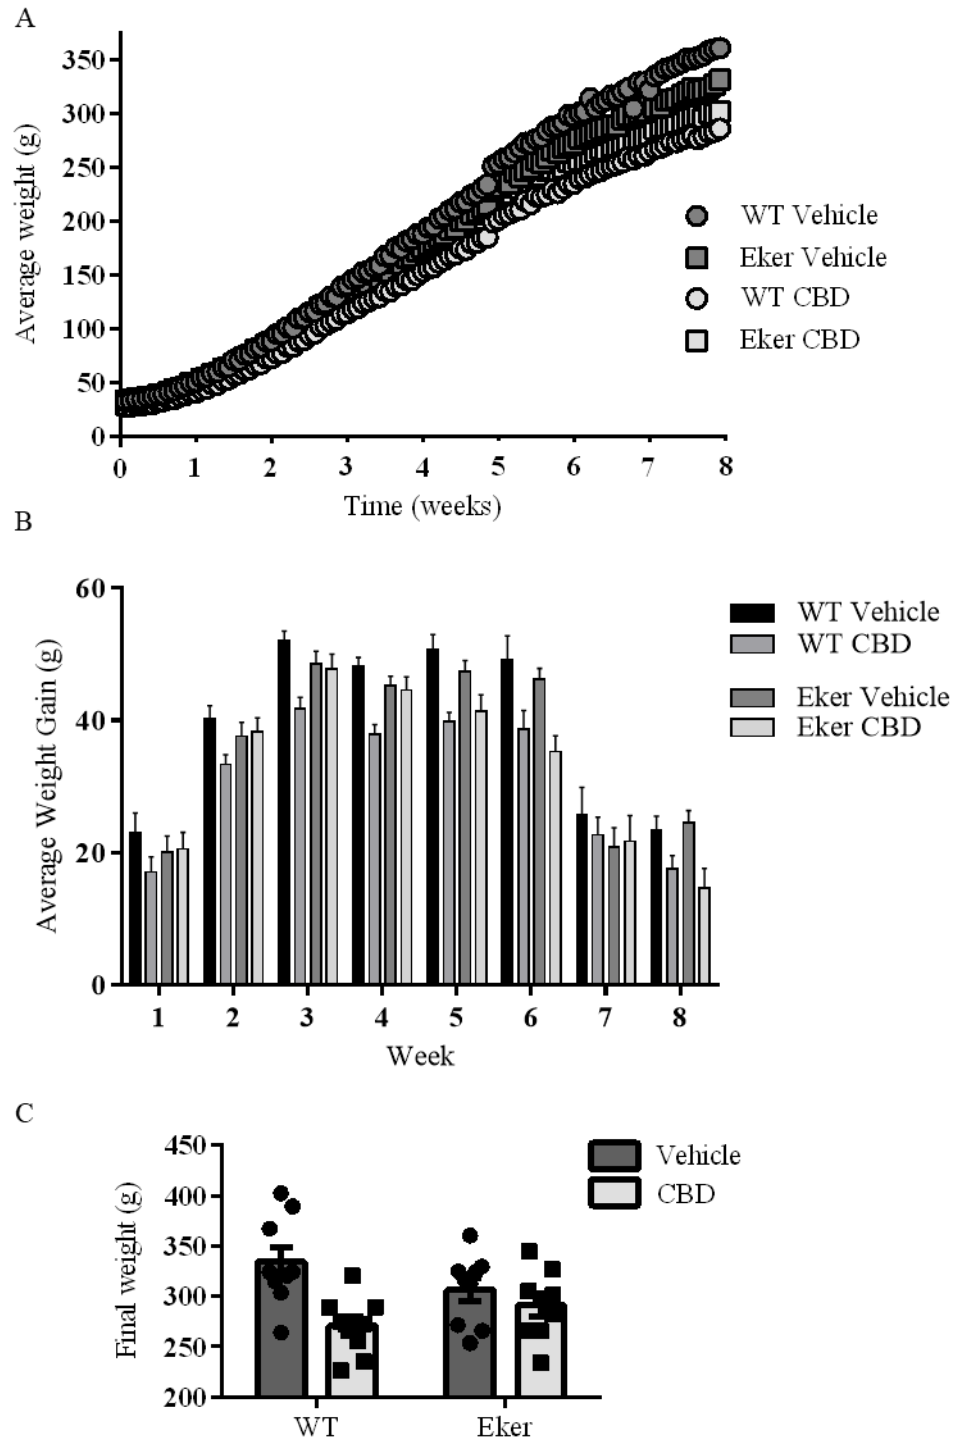 A
Average weight (g)
350
300
250
200
150
100
50
0
0 1 2 3 4 5 6 7 8
Time (weeks)
WT Vehicle
Eker Vehicle
WT CBD
Eker CBD
B
Average Weight Gain (g)
60
40
20
0
1 2 3 4 5 6 7 8
Week
WT Vehicle
WT CBD
Eker Vehicle
Eker CBD
C
Final weight (g)
450
400
350
300
250
200
WT Eker
Vehicle
CBD